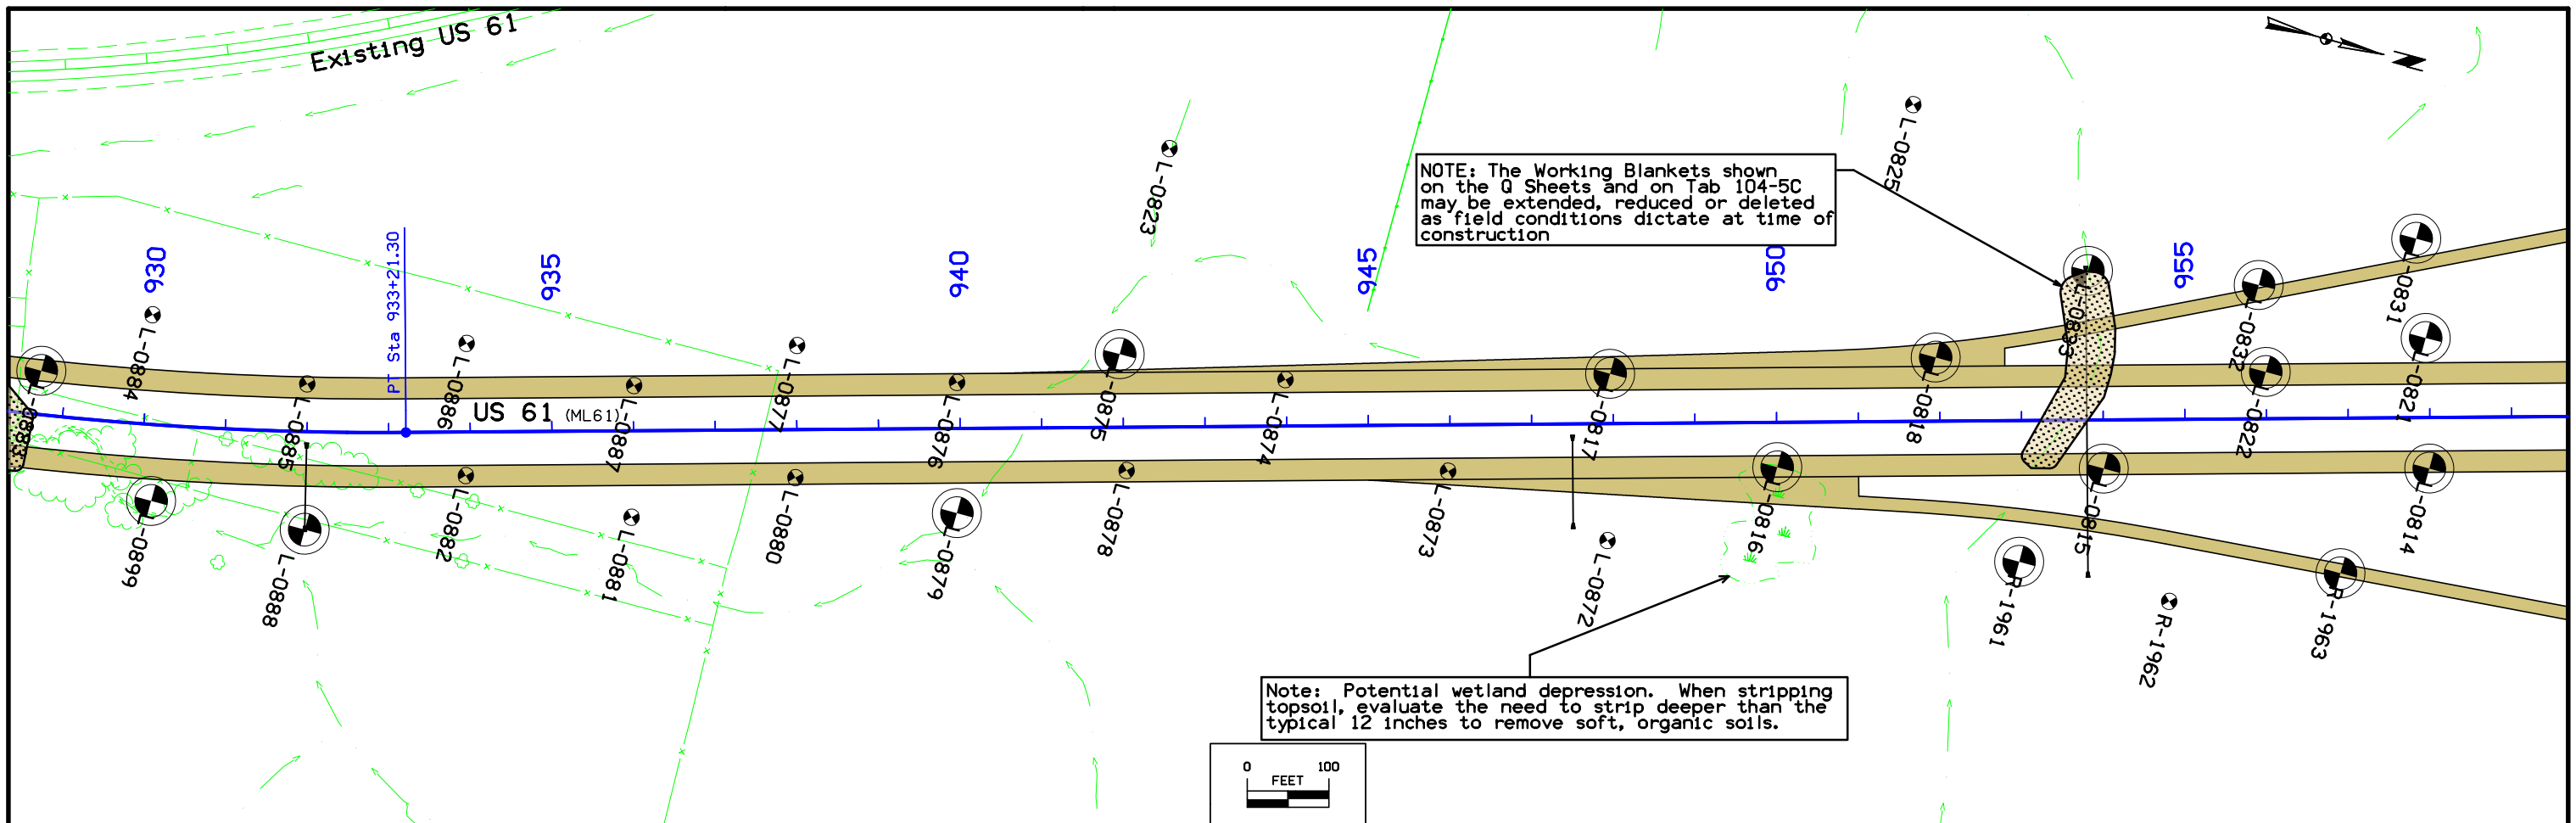 Existing US 61
N
L-0825
L-0823
NOTE: The Working Blankets shown
on the Q Sheets and on Tab 104-5C
may be extended, reduced or deleted
as field conditions dictate at time of
construction
930
PT Sta 933+21.30
935
940
945
950
955
L-0884
L-0886
L-0877
L-0875
L-0833
L-0832
L-0831
L-0883
L-0885
US 61 (ML61)
L-0887
L-0876
L-0874
L-0817
L-0818
L-0822
L-0821
L-0899
L-0888
L-0882
L-0881
L-0880
L-0879
L-0878
L-0873
L-0872
L-0816
L-0815
L-0814
R-1961
R-1962
R-1963
Note: Potential wetland depression. When stripping
topsoil, evaluate the need to strip deeper than the
typical 12 inches to remove soft, organic soils.
0 100
FEET